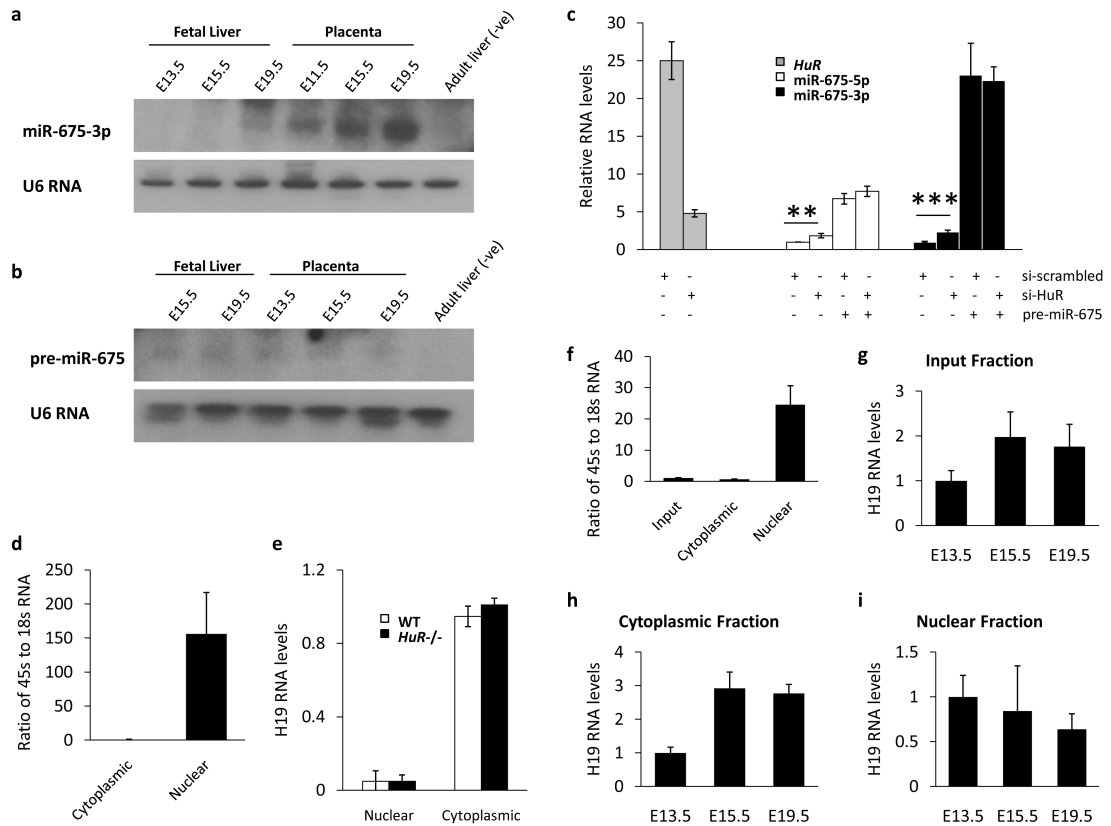 a
Fetal Liver
Placenta
E13.5
E15.5
E19.5
E11.5
E15.5
E19.5
Adult liver (-ve)
miR-675-3p
U6 RNA
b
Fetal Liver
Placenta
E15.5
E19.5
E13.5
E15.5
E19.5
Adult liver (-ve)
pre-miR-675
U6 RNA
c
Relative RNA levels
30
25
20
15
10
5
0
HuR
miR-675-5p
miR-675-3p
**
***
+ - + - + - + - + - si-scrambled
- + - + - + - + - + si-HuR
- - - - + + - - + + pre-miR-675
d
Ratio of 45s to 18s RNA
250
200
150
100
50
0
Cytoplasmic
Nuclear
e
H19 RNA levels
1.2
0.8
0.4
0
WT
HuR-/-
Nuclear
Cytoplasmic
f
Ratio of 45s to 18s RNA
40
30
20
10
0
Input
Cytoplasmic
Nuclear
g
Input Fraction
H19 RNA levels
3
2
1
0
E13.5 E15.5 E19.5
h
Cytoplasmic Fraction
H19 RNA levels
4
3
2
1
0
E13.5 E15.5 E19.5
i
Nuclear Fraction
H19 RNA levels
1.5
1
0.5
0
E13.5 E15.5 E19.5